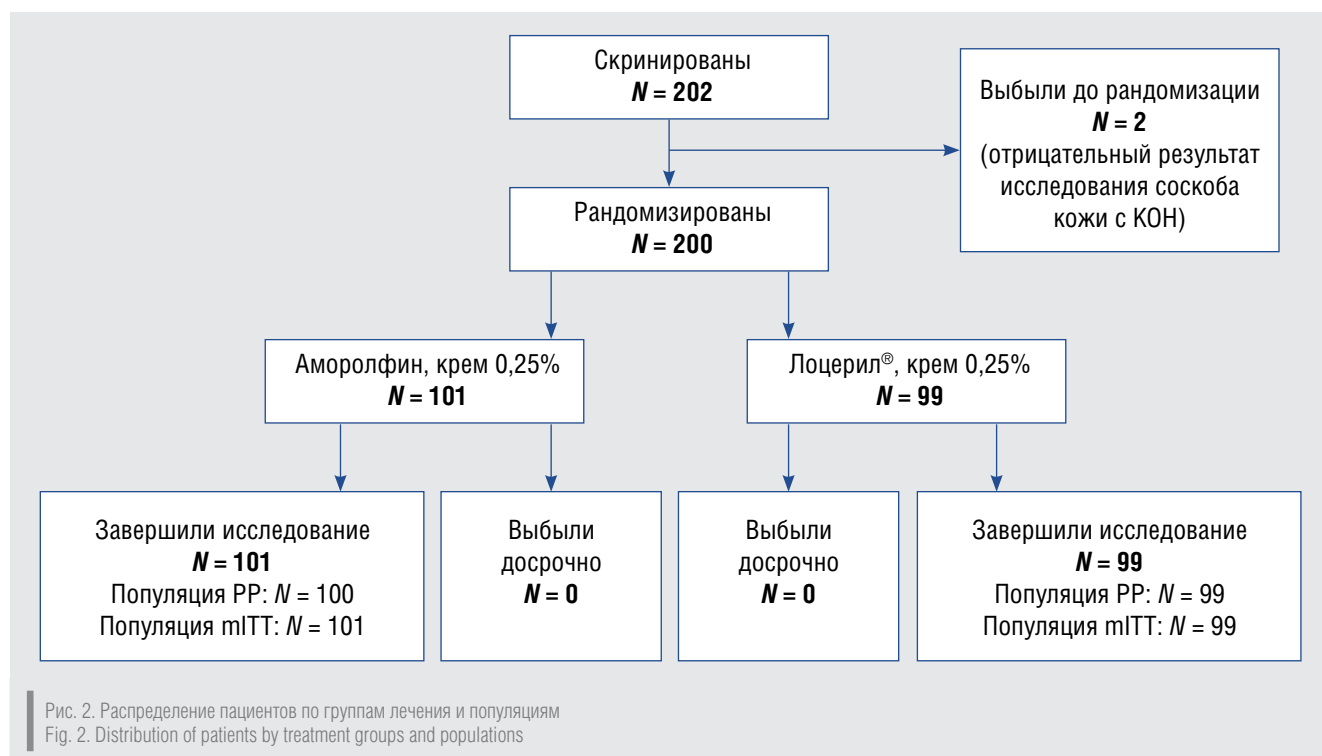 Скринированы
N = 202
Выбыли до рандомизации
N = 2
(отрицательный результат
исследования соскоба
кожи с KOH)
Рандомизированы
N = 200
Аморолфин, крем 0,25%
N = 101
Лоцерил®, крем 0,25%
N = 99
Завершили исследование
N = 101
Популяция PP: N = 100
Популяция mITT: N = 101
Выбыли
досрочно
N = 0
Выбыли
досрочно
N = 0
Завершили исследование
N = 99
Популяция PP: N = 99
Популяция mITT: N = 99
Рис. 2. Распределение пациентов по группам лечения и популяциям
Fig. 2. Distribution of patients by treatment groups and populations